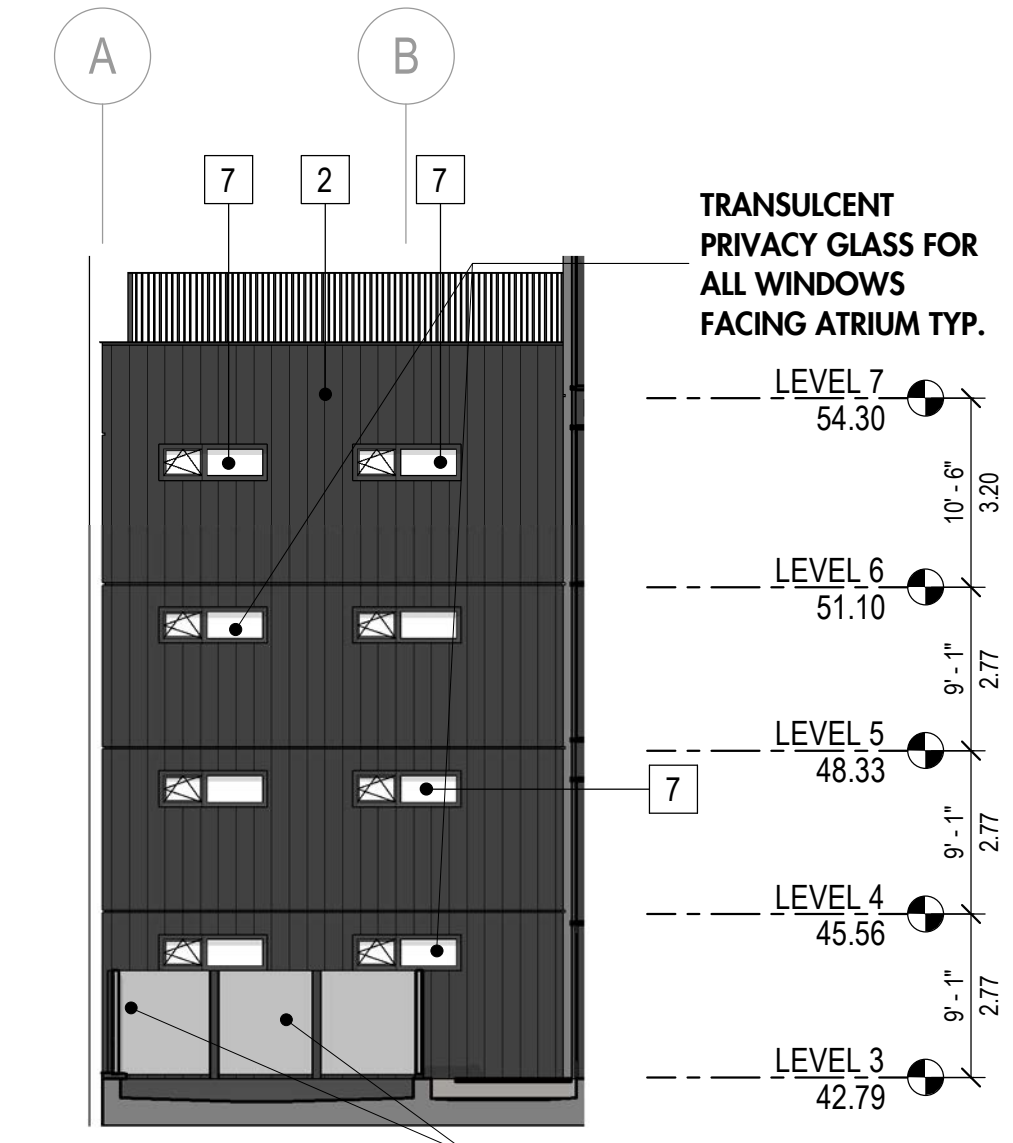 A
B
7
2
7
TRANSULCENT
PRIVACY GLASS FOR
ALL WINDOWS
FACING ATRIUM TYP.
LEVEL 7
54.30
10' - 6"
3.20
LEVEL 6
51.10
9' - 1"
2.77
LEVEL 5
48.33
7
9' - 1"
2.77
LEVEL 4
45.56
9' - 1"
2.77
LEVEL 3
42.79